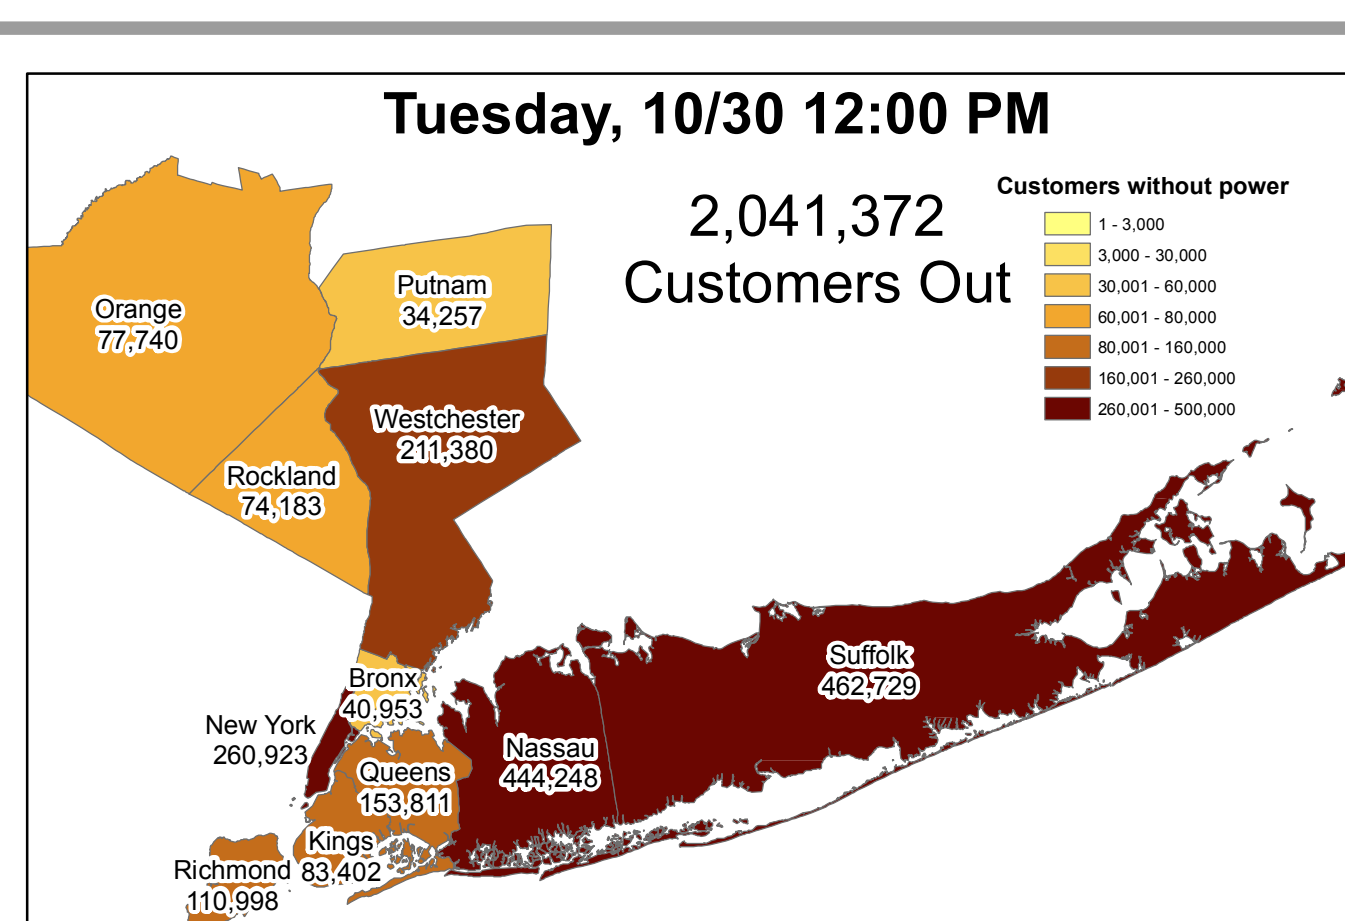 Tuesday, 10/30 12:00 PM
2,041,372
Customers Out
Customers without power
1 - 3,000
3,000 - 30,000
30,001 - 60,000
60,001 - 80,000
80,001 - 160,000
160,001 - 260,000
260,001 - 500,000
Orange
77,740
Putnam
34,257
Westchester
211,380
Rockland
74,183
Bronx
40,953
New York
260,923
Queens
153,811
Nassau
444,248
Suffolk
462,729
Kings
83,402
Richmond
110,998